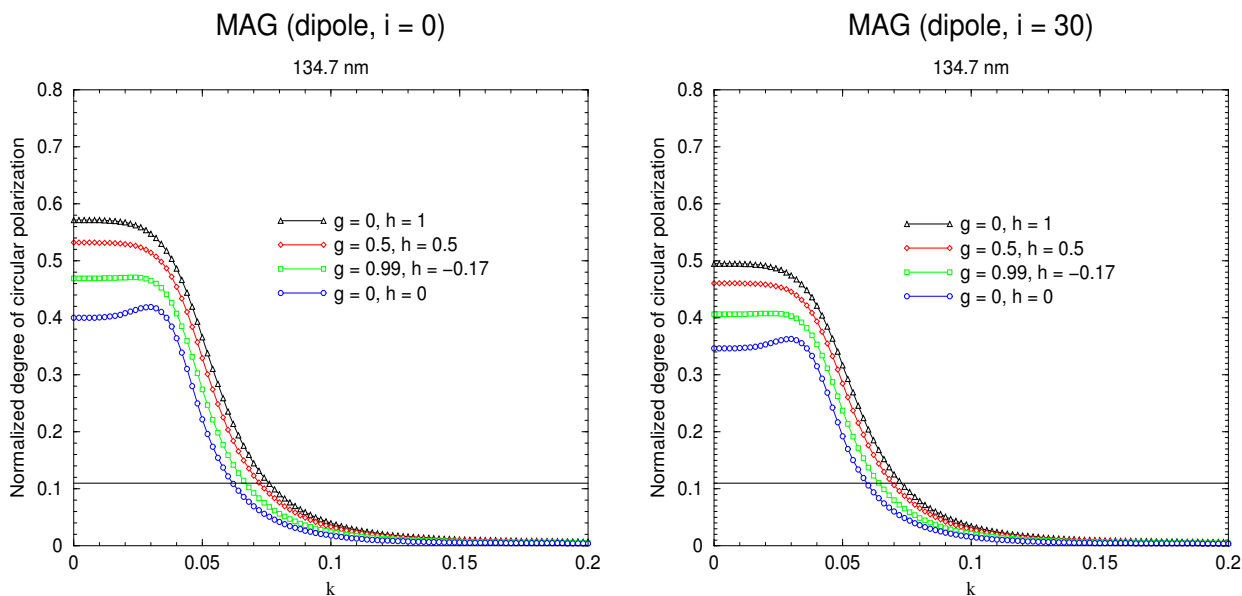 MAG (dipole, i = 0)
134.7 nm
Normalized degree of circular polarization
0.8
0.7
0.6
0.5
0.4
0.3
0.2
0.1
0
g = 0, h = 1
g = 0.5, h = 0.5
g = 0.99, h = −0.17
g = 0, h = 0
0 0.05 0.1 0.15 0.2
k
MAG (dipole, i = 30)
134.7 nm
Normalized degree of circular polarization
0.8
0.7
0.6
0.5
0.4
0.3
0.2
0.1
0
g = 0, h = 1
g = 0.5, h = 0.5
g = 0.99, h = −0.17
g = 0, h = 0
0 0.05 0.1 0.15 0.2
k